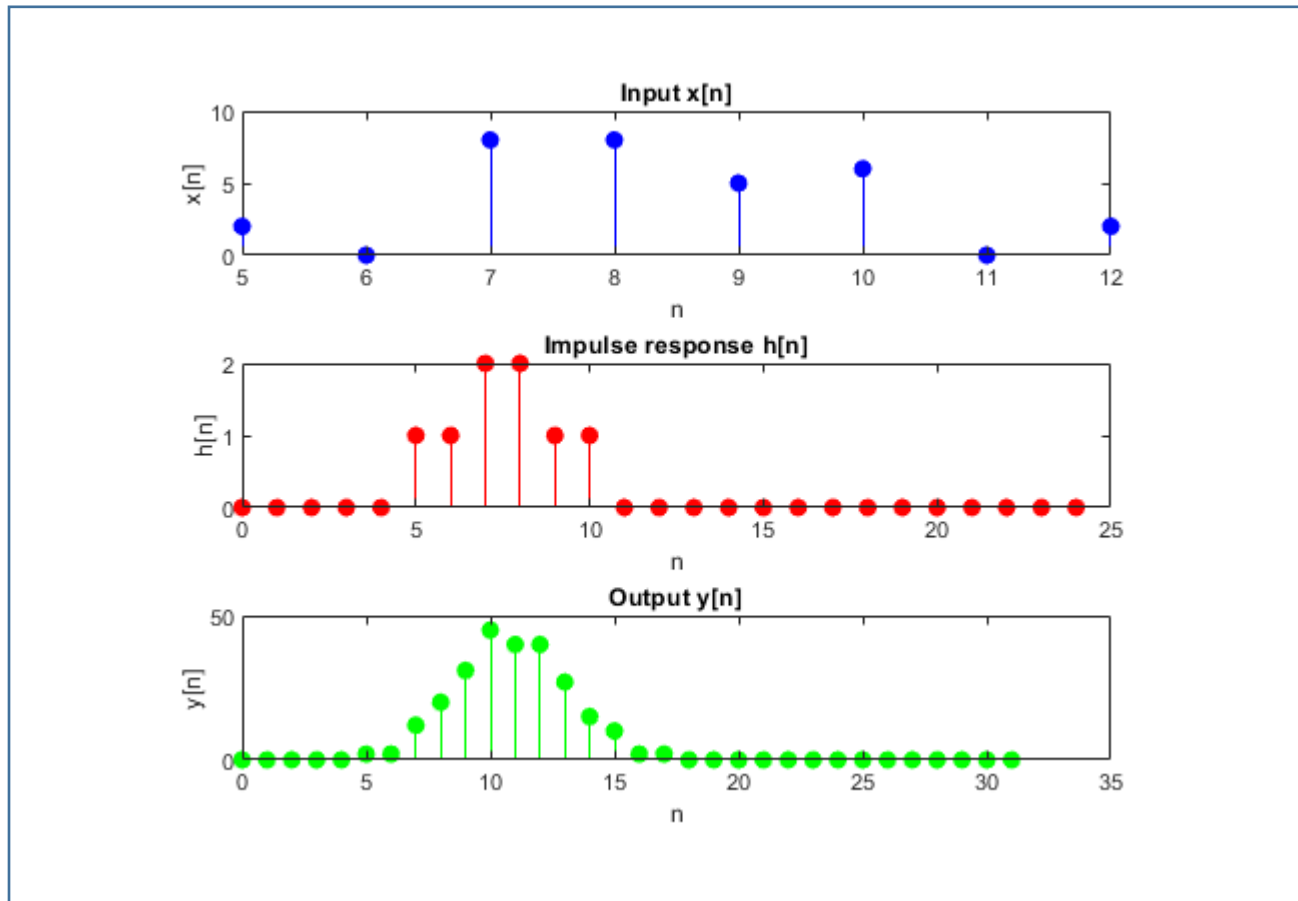 Input x[n]
10
5
0
x[n]
5 6 7 8 9 10 11 12
n
Impulse response h[n]
2
1
0
h[n]
0 5 10 15 20 25
n
Output y[n]
50
0
y[n]
0 5 10 15 20 25 30 35
n